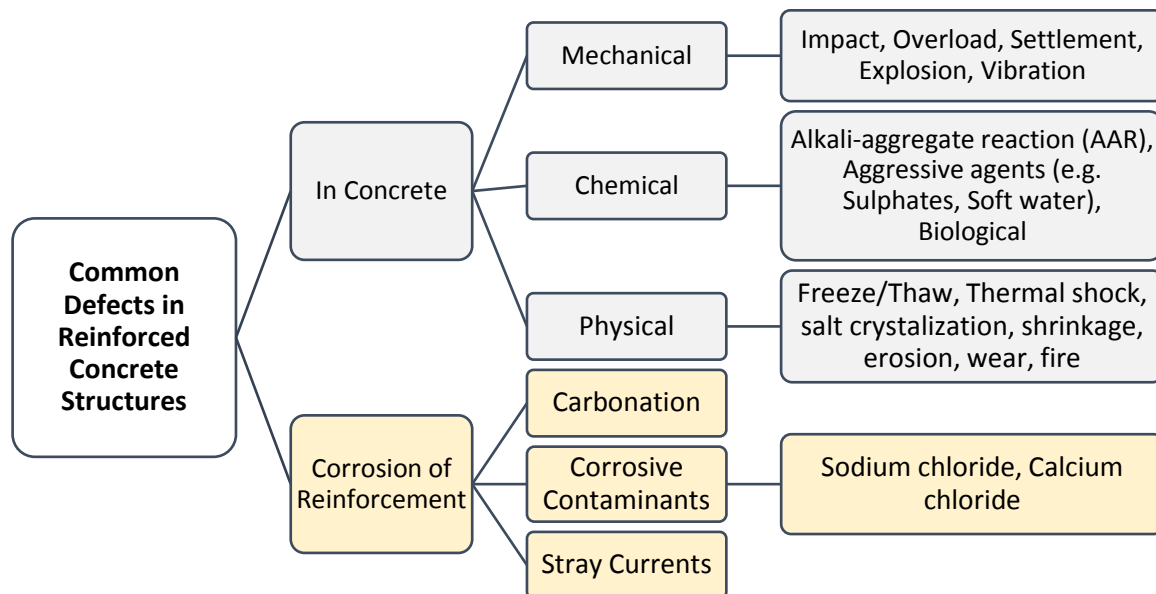 Common
Defects in
Reinforced
Concrete
Structures
In Concrete
Mechanical
Impact, Overload, Settlement,
Explosion, Vibration
Chemical
Alkali-aggregate reaction (AAR),
Aggressive agents (e.g.
Sulphates, Soft water),
Biological
Physical
Freeze/Thaw, Thermal shock,
salt crystalization, shrinkage,
erosion, wear, fire
Corrosion of
Reinforcement
Carbonation
Corrosive
Contaminants
Sodium chloride, Calcium
chloride
Stray Currents